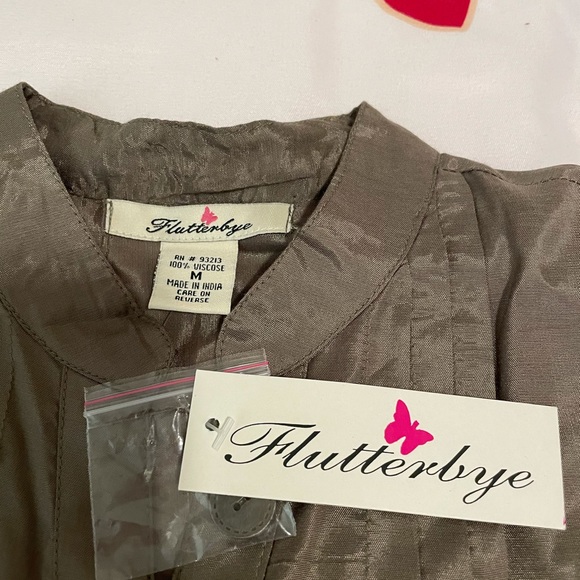 Flutterbye
RN # 93213
100% VISCOSE
M
MADE IN INDIA
CARE ON
REVERSE
Flutterbye